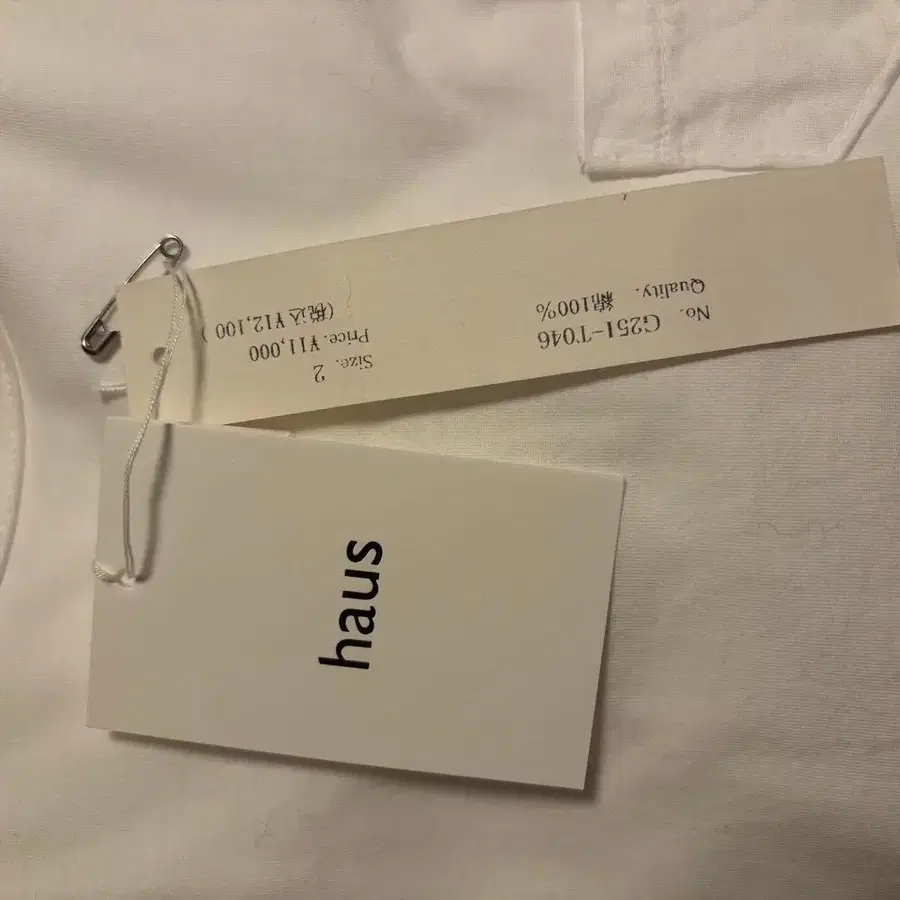 No. G251-T046
Quality. 綿100%
Size. 2
Price. ¥11,000
(税込 ¥12,100 )
haus